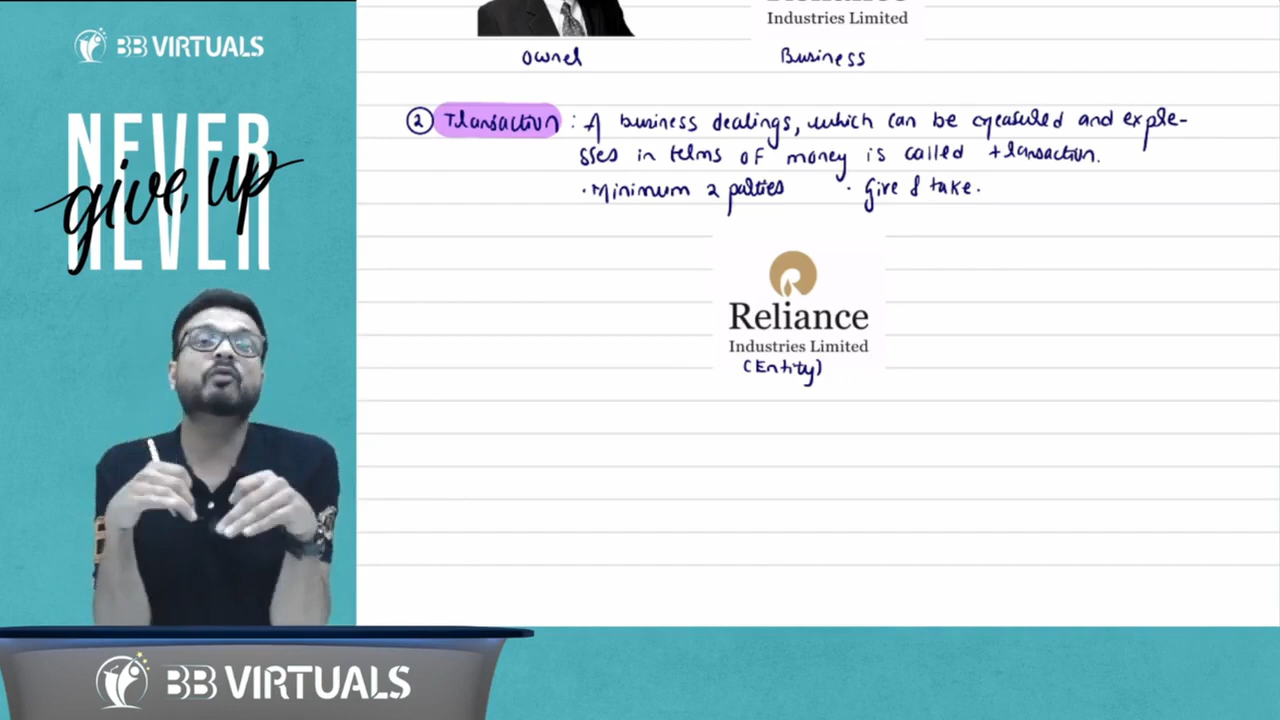 BB VIRTUALS
NEVER
give up
NEVER
Industries Limited
Owner
Business
② Transaction : A business dealings, which can be measured and expre-
sses in terms of money is called transaction.
· Minimum 2 parties · Give & take.
Reliance
Industries Limited
(Entity)
BB VIRTUALS